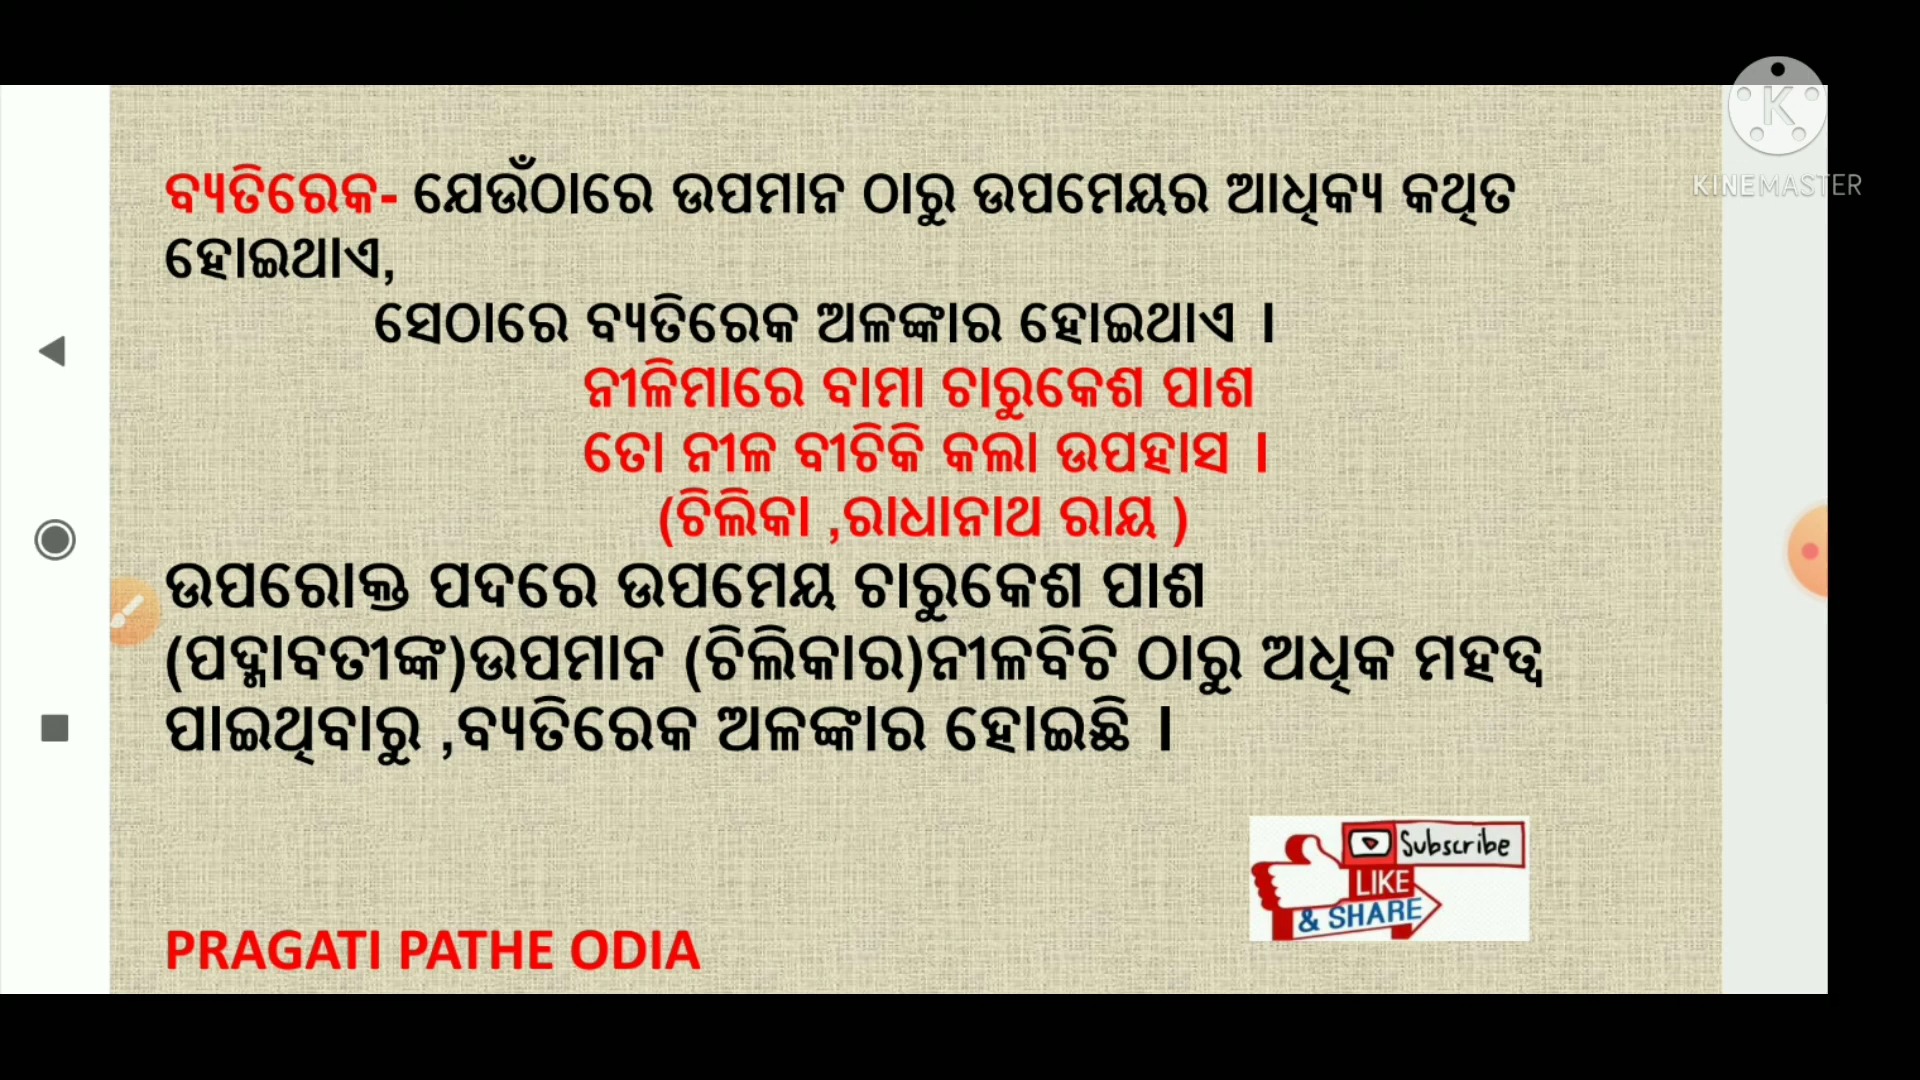 ବ୍ୟତିରେକ- ଯେଉଁଠାରେ ଉପମାନ ଠାରୁ ଉପମେୟର ଆଧିକ୍ୟ କଥିତ
ହୋଇଥାଏ,
ସେଠାରେ ବ୍ୟତିରେକ ଅଳଙ୍କାର ହୋଇଥାଏ ।
ନୀଳିମାରେ ବାମା ଚାରୁକେଶ ପାଶ
ତୋ ନୀଳ ବୀଚିକି କଲା ଉପହାସ ।
(ଚିଲିକା ,ରାଧାନାଥ ରାୟ )
ଉପରୋକ୍ତ ପଦରେ ଉପମେୟ ଚାରୁକେଶ ପାଶ
(ପଦ୍ମାବତୀଙ୍କ)ଉପମାନ (ଚିଲିକାର)ନୀଳବିଚି ଠାରୁ ଅଧିକ ମହତ୍ତ୍ୱ
ପାଇଥିବାରୁ ,ବ୍ୟତିରେକ ଅଳଙ୍କାର ହୋଇଛି ।
Subscribe
LIKE
& SHARE
PRAGATI PATHE ODIA
K
KINEMASTER